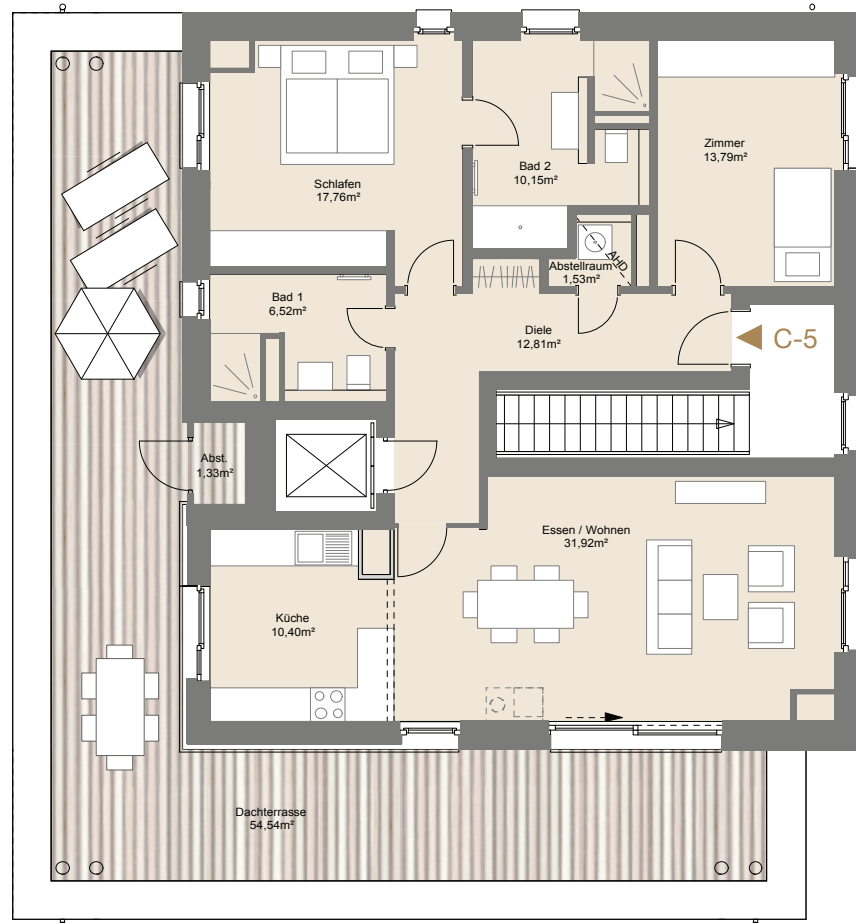 Schlafen
17,76m²
Bad 2
10,15m²
Zimmer
13,79m²
AHD
Abstellraum
1,53m²
Bad 1
6,52m²
Diele
12,81m²
C-5
Abst.
1,33m²
Essen / Wohnen
31,92m²
Küche
10,40m²
Dachterrasse
54,54m²